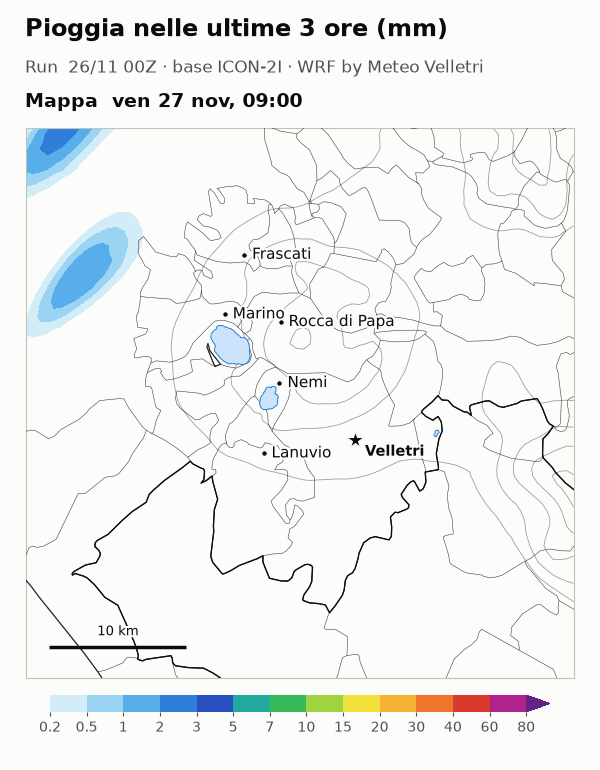 Pioggia nelle ultime 3 ore (mm)
Run 26/11 00Z · base ICON-2I · WRF by Meteo Velletri
Mappa ven 27 nov, 09:00
Frascati
Marino
Rocca di Papa
Nemi
Velletri
Lanuvio
10 km
0.2 0.5 1 2 3 5 7 10 15 20 30 40 60 80